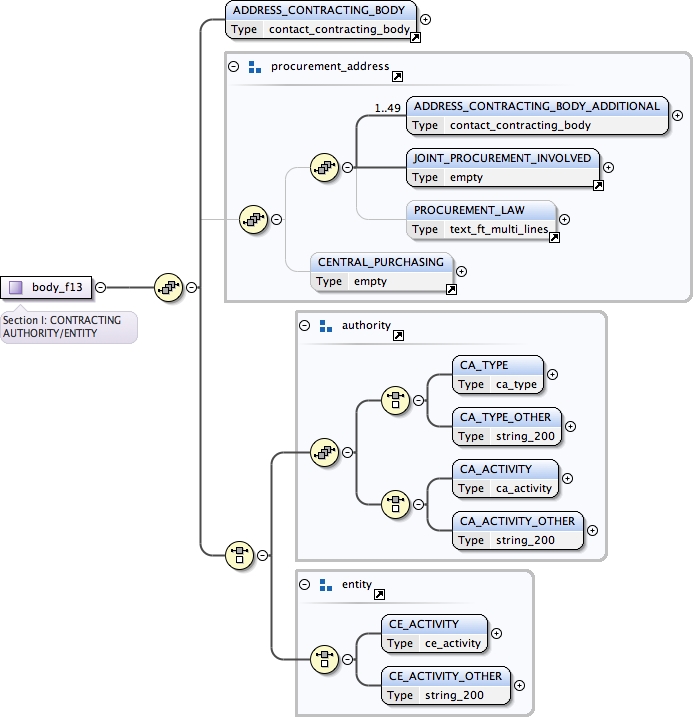 ADDRESS_CONTRACTING_BODY
Type contact_contracting_body
procurement_address
1..49
ADDRESS_CONTRACTING_BODY_ADDITIONAL
Type contact_contracting_body
JOINT_PROCUREMENT_INVOLVED
Type empty
PROCUREMENT_LAW
Type text_ft_multi_lines
CENTRAL_PURCHASING
Type empty
body_f13
Section I: CONTRACTING
AUTHORITY/ENTITY
authority
CA_TYPE
Type ca_type
CA_TYPE_OTHER
Type string_200
CA_ACTIVITY
Type ca_activity
CA_ACTIVITY_OTHER
Type string_200
entity
CE_ACTIVITY
Type ce_activity
CE_ACTIVITY_OTHER
Type string_200